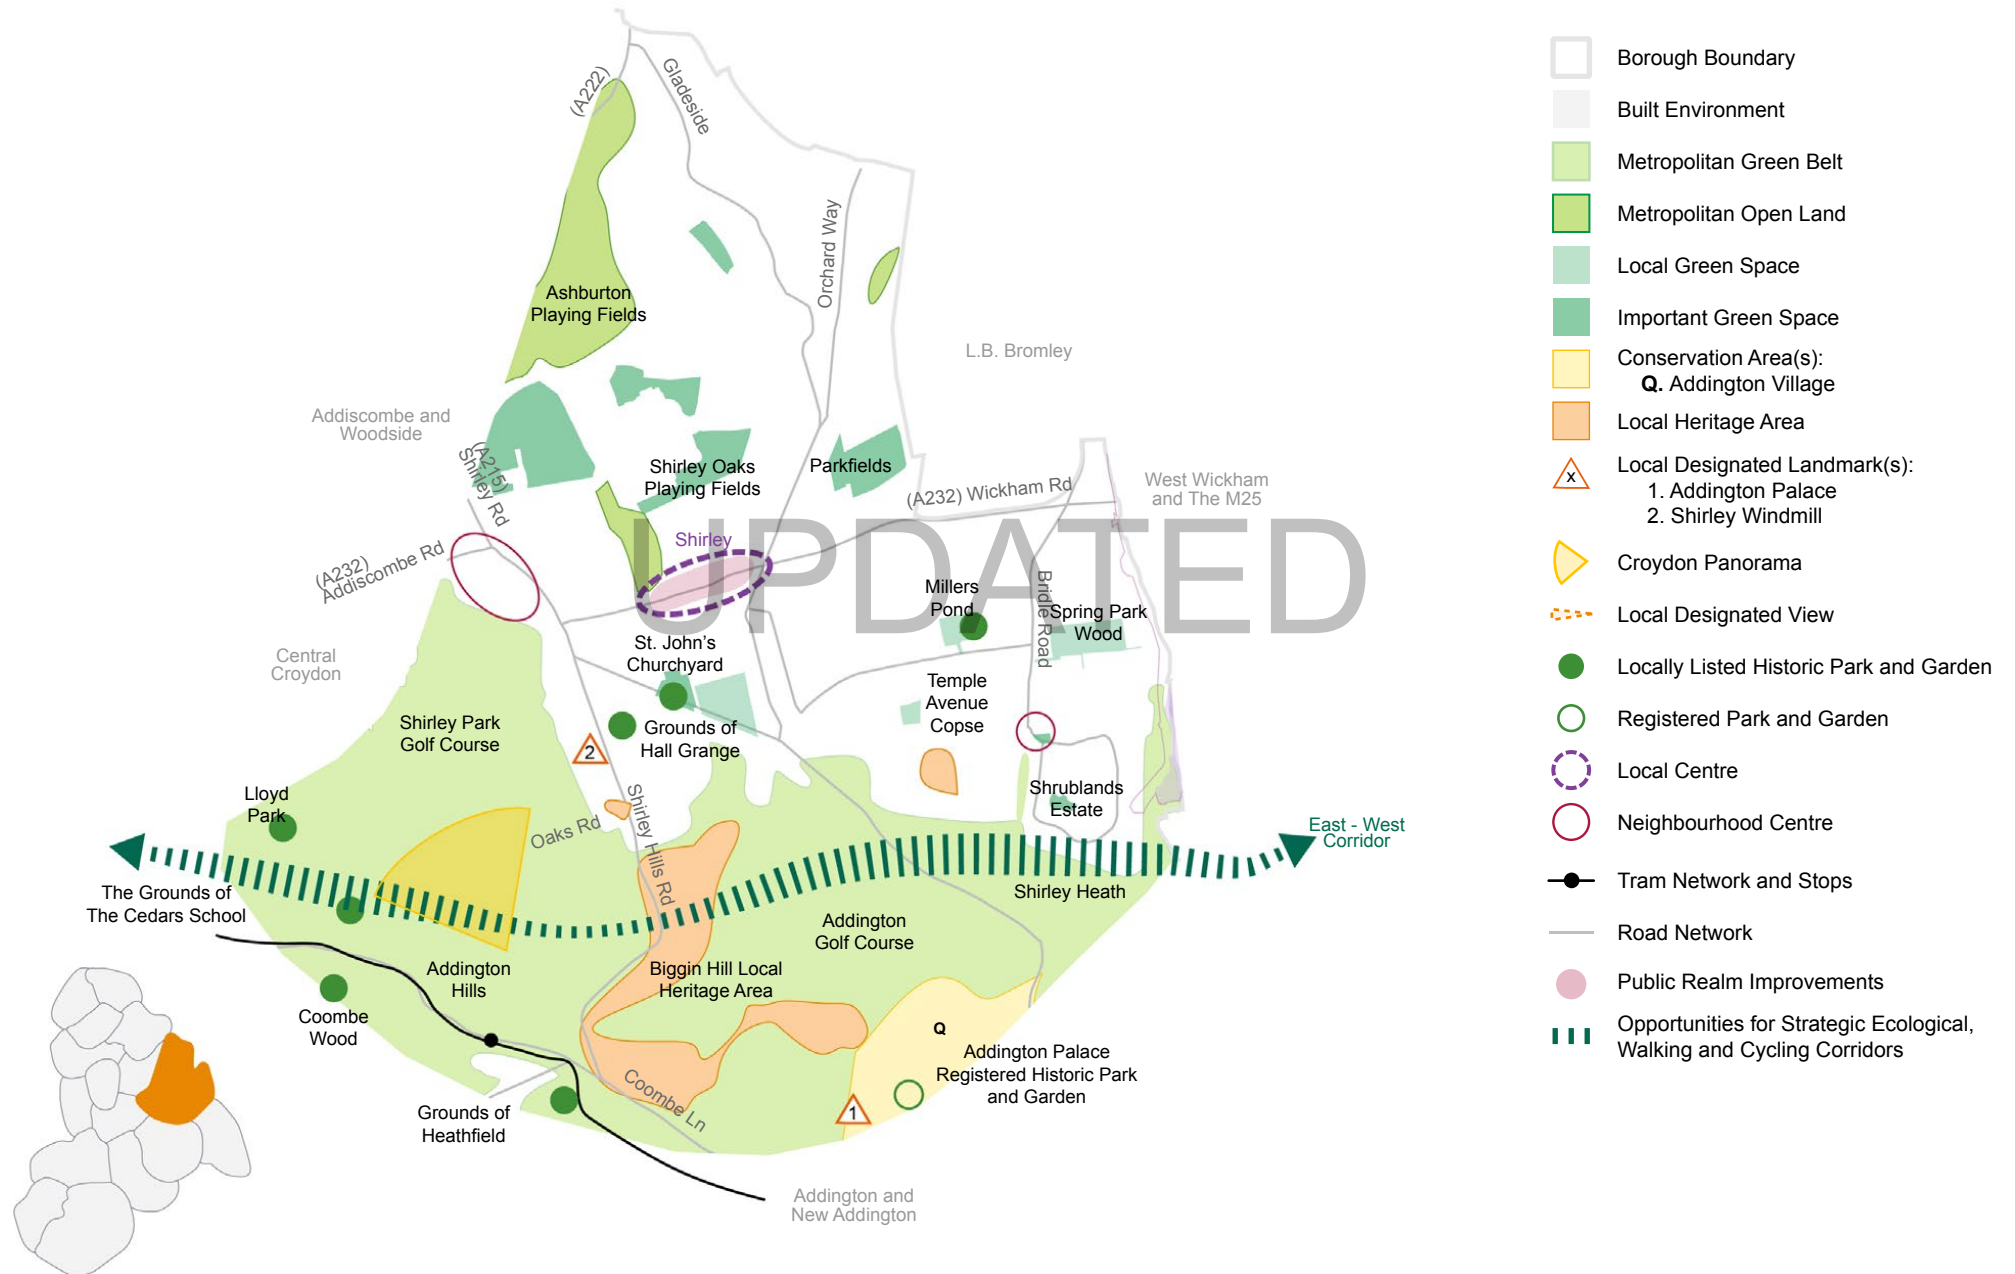 (A222)
Gladeside
Orchard Way
Ashburton
Playing Fields
L.B. Bromley
Addiscombe and
Woodside
(A215)
Shirley Rd
Shirley Oaks
Playing Fields
Parkfields
(A232) Wickham Rd
West Wickham
and The M25
Shirley
UPDATED
(A232)
Addiscombe Rd
Millers
Pond
Bridle Road
Spring Park
Wood
St. John's
Churchyard
Central
Croydon
Temple
Avenue
Copse
Shirley Park
Golf Course
Grounds of
Hall Grange
2
Lloyd
Park
Oaks Rd
Shirley Hills Rd
Shrublands
Estate
East - West
Corridor
The Grounds of
The Cedars School
Shirley Heath
Addington
Golf Course
Addington
Hills
Biggin Hill Local
Heritage Area
Coombe
Wood
Q
Addington Palace
Registered Historic Park
and Garden
Coombe Ln
1
Grounds of
Heathfield
Addington and
New Addington
Borough Boundary
Built Environment
Metropolitan Green Belt
Metropolitan Open Land
Local Green Space
Important Green Space
Conservation Area(s):
Q. Addington Village
Local Heritage Area
x
Local Designated Landmark(s):
1. Addington Palace
2. Shirley Windmill
Croydon Panorama
Local Designated View
Locally Listed Historic Park and Garden
Registered Park and Garden
Local Centre
Neighbourhood Centre
Tram Network and Stops
Road Network
Public Realm Improvements
Opportunities for Strategic Ecological,
Walking and Cycling Corridors